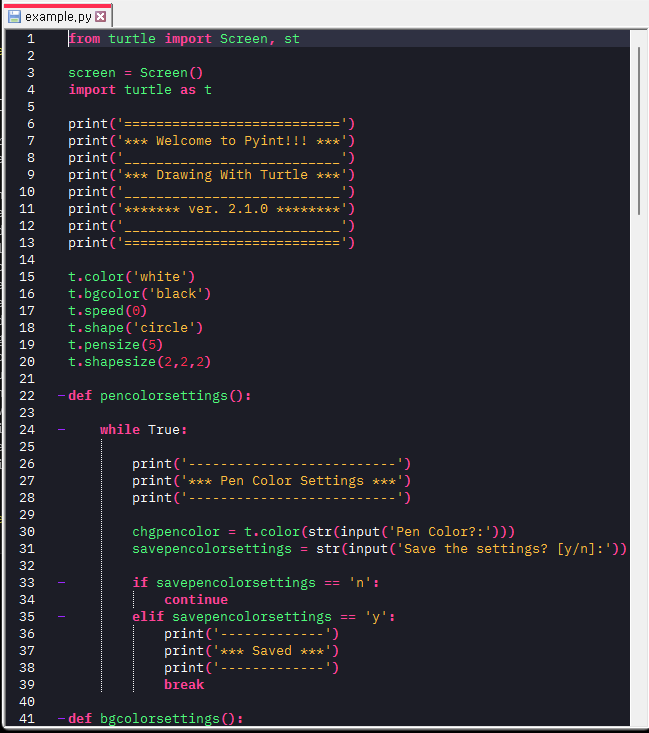 example.py
1 from turtle import Screen, st
2
3 screen = Screen()
4 import turtle as t
5
6 print('===========================')
7 print('*** Welcome to Pyint!!! ***')
8 print('___________________________')
9 print('*** Drawing With Turtle ***')
10 print('___________________________')
11 print('******* ver. 2.1.0 ********')
12 print('___________________________')
13 print('===========================')
14
15 t.color('white')
16 t.bgcolor('black')
17 t.speed(0)
18 t.shape('circle')
19 t.pensize(5)
20 t.shapesize(2,2,2)
21
22 def pencolorsettings():
23
24     while True:
25
26         print('--------------------------')
27         print('*** Pen Color Settings ***')
28         print('--------------------------')
29
30         chgpencolor = t.color(str(input('Pen Color?:')))
31         savepencolorsettings = str(input('Save the settings? [y/n]:'))
32
33         if savepencolorsettings == 'n':
34             continue
35         elif savepencolorsettings == 'y':
36             print('-------------')
37             print('*** Saved ***')
38             print('-------------')
39             break
40
41 def bgcolorsettings():